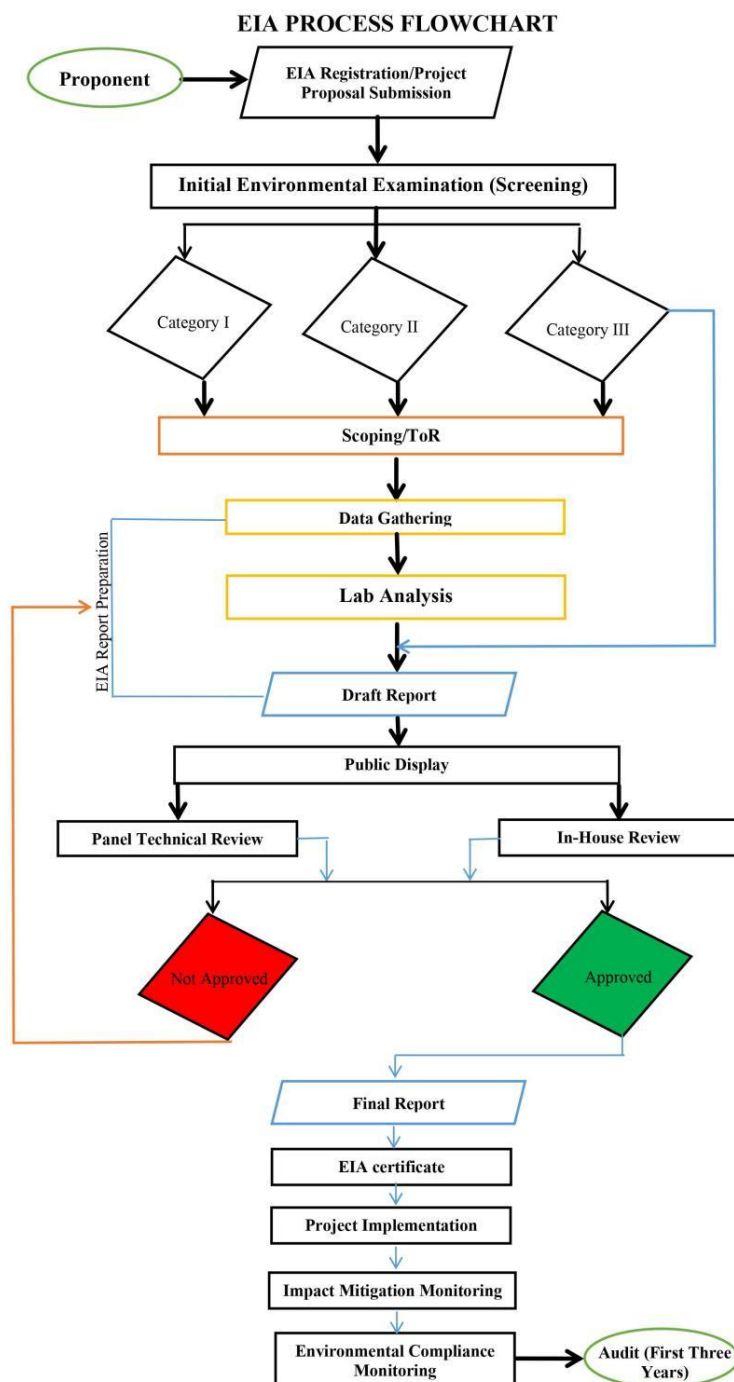 EIA PROCESS FLOWCHART
Proponent
EIA Registration/Project
Proposal Submission
Initial Environmental Examination (Screening)
Category I
Category II
Category III
Scoping/ToR
Data Gathering
EIA Report Preparation
Lab Analysis
Draft Report
Public Display
Panel Technical Review
In-House Review
Not Approved
Approved
Final Report
EIA certificate
Project Implementation
Impact Mitigation Monitoring
Environmental Compliance
Monitoring
Audit (First Three
Years)